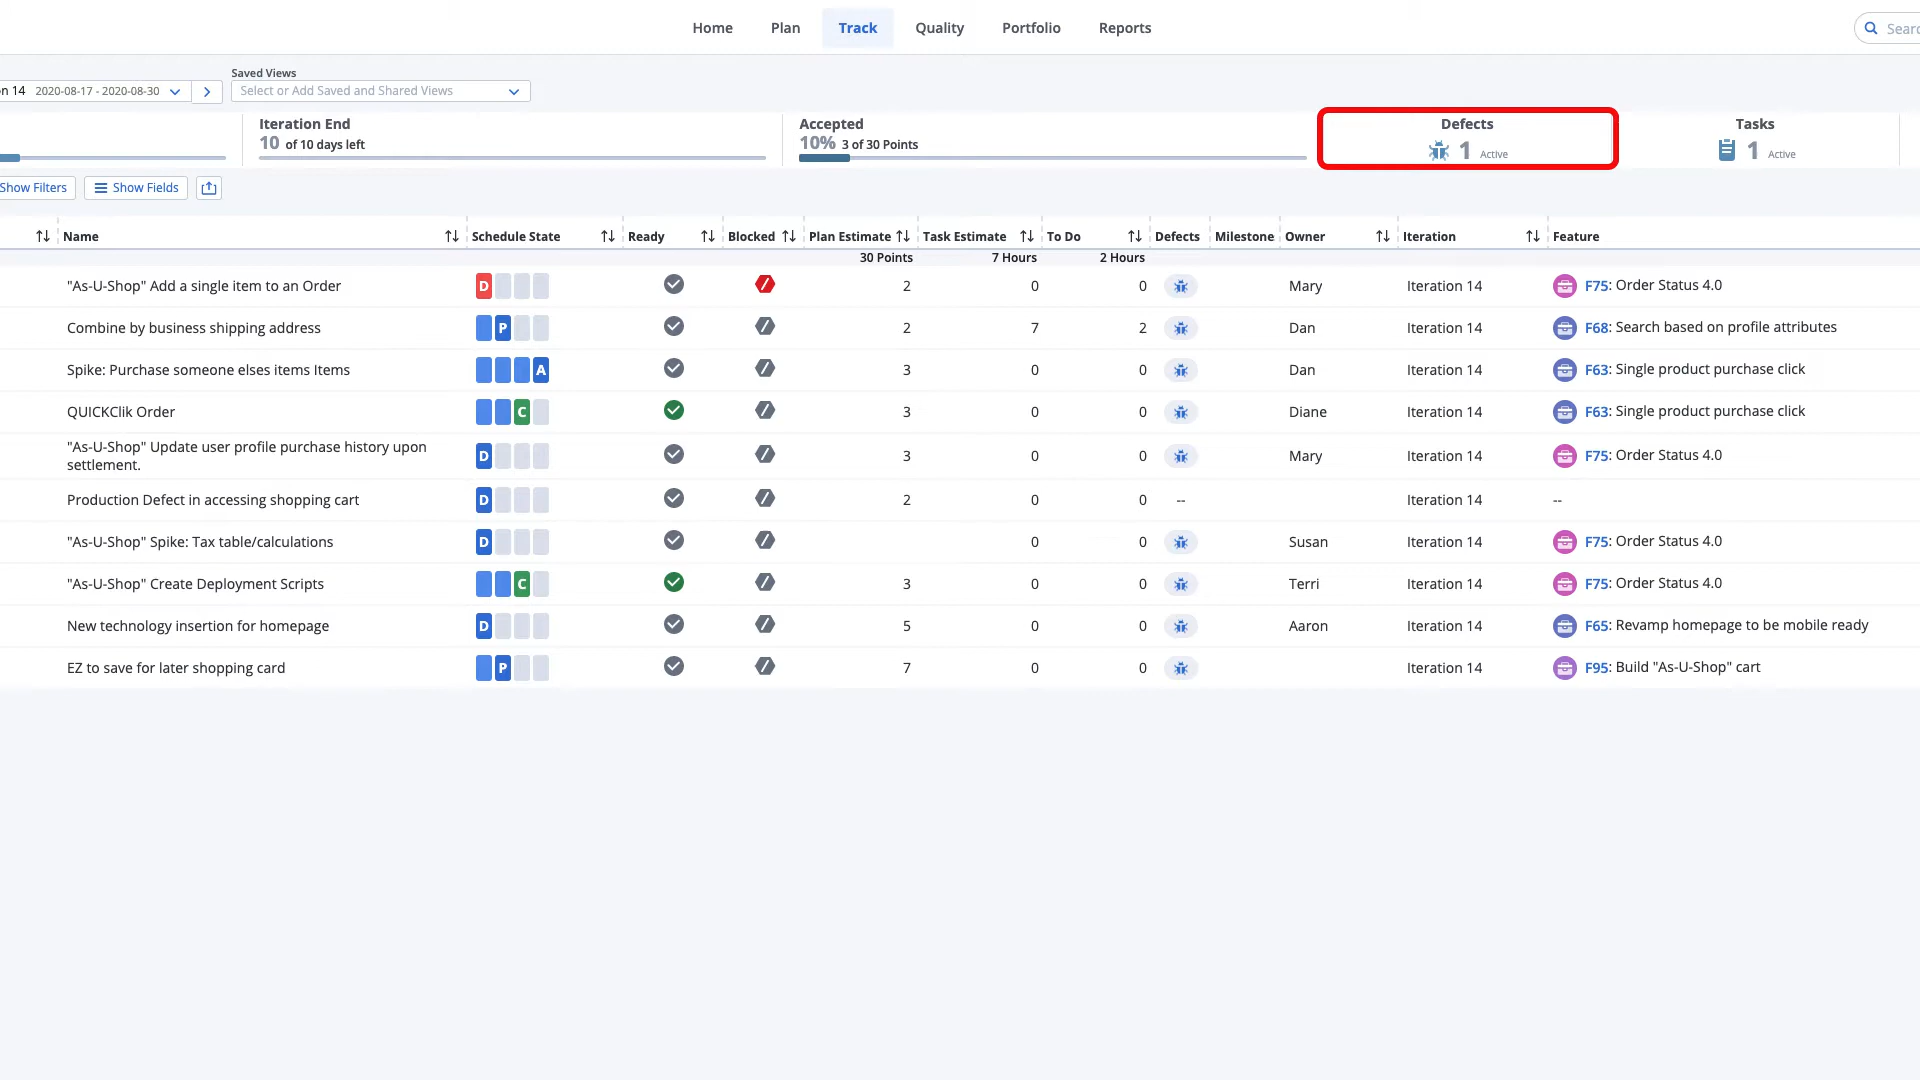 Home Plan Track Quality Portfolio Reports Searc
Saved Views
n 14 2020-08-17 - 2020-08-30 Select or Add Saved and Shared Views
Iteration End Accepted Defects Tasks
10 of 10 days left 10% 3 of 30 Points 1 Active 1 Active
Show Filters Show Fields
Name Schedule State Ready Blocked Plan Estimate Task Estimate To Do Defects Milestone Owner Iteration Feature
30 Points 7 Hours 2 Hours
"As-U-Shop" Add a single item to an Order D 2 0 0 Mary Iteration 14 F75: Order Status 4.0
Combine by business shipping address P 2 7 2 Dan Iteration 14 F68: Search based on profile attributes
Spike: Purchase someone elses items Items A 3 0 0 Dan Iteration 14 F63: Single product purchase click
QUICKClik Order C 3 0 0 Diane Iteration 14 F63: Single product purchase click
"As-U-Shop" Update user profile purchase history upon
settlement. D 3 0 0 Mary Iteration 14 F75: Order Status 4.0
Production Defect in accessing shopping cart D 2 0 0 -- Iteration 14 --
"As-U-Shop" Spike: Tax table/calculations D 0 0 Susan Iteration 14 F75: Order Status 4.0
"As-U-Shop" Create Deployment Scripts C 3 0 0 Terri Iteration 14 F75: Order Status 4.0
New technology insertion for homepage D 5 0 0 Aaron Iteration 14 F65: Revamp homepage to be mobile ready
EZ to save for later shopping card P 7 0 0 Iteration 14 F95: Build "As-U-Shop" cart